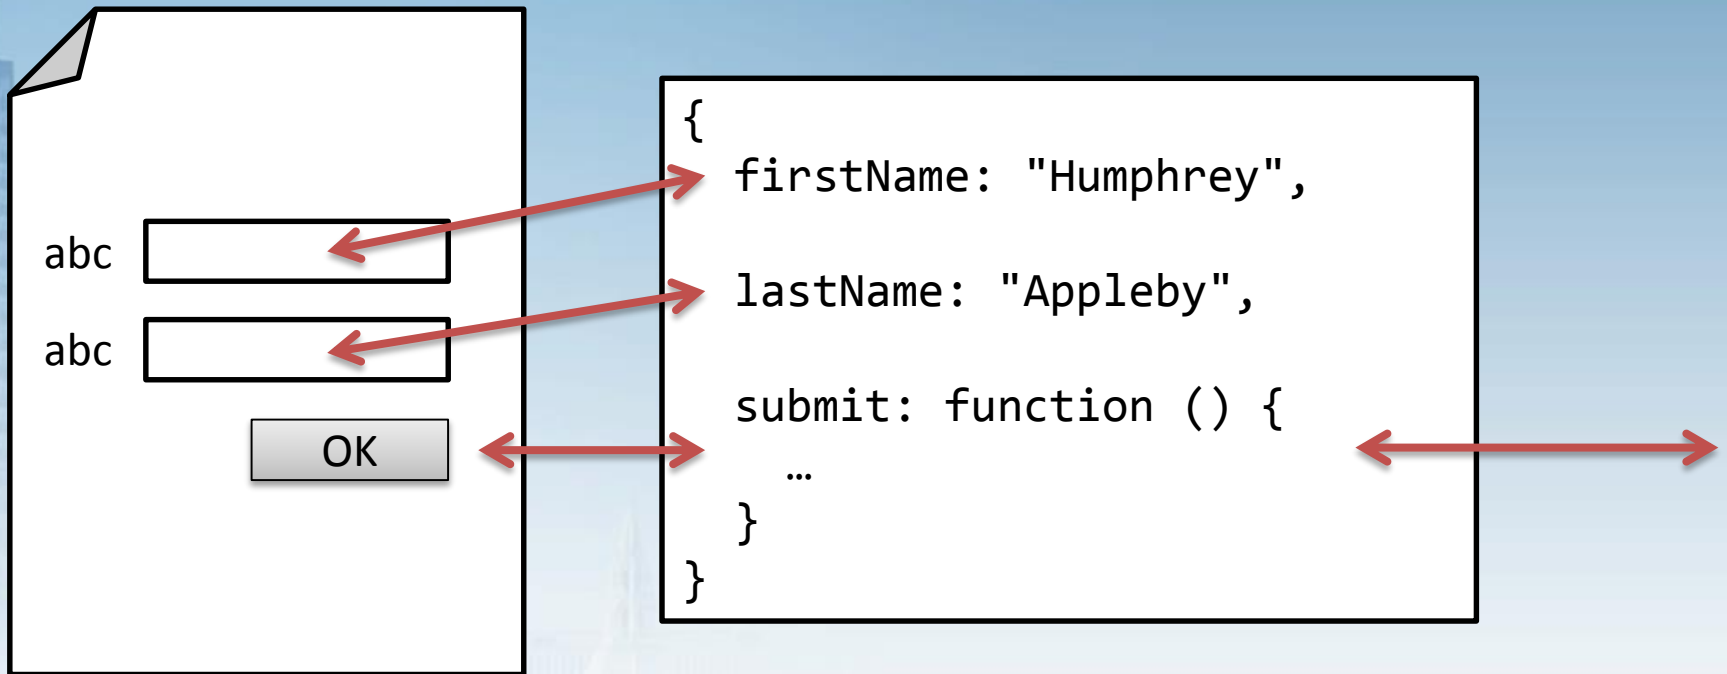 abc
abc
OK
{
firstName: "Humphrey",
lastName: "Appleby",
submit: function () {
…
}
}